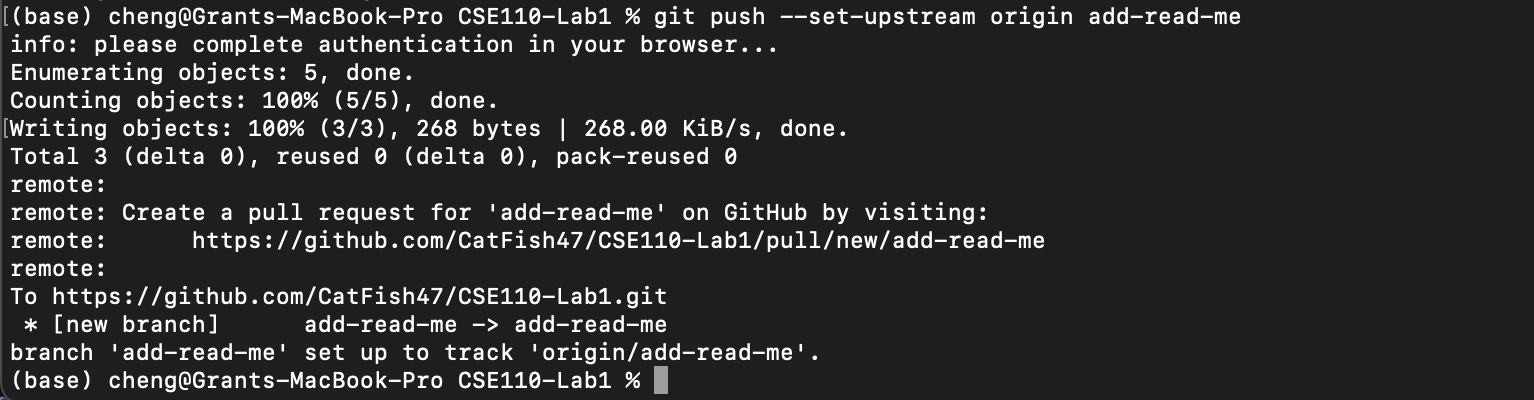 (base) cheng@Grants-MacBook-Pro CSE110-Lab1 % git push --set-upstream origin add-read-me
info: please complete authentication in your browser...
Enumerating objects: 5, done.
Counting objects: 100% (5/5), done.
Writing objects: 100% (3/3), 268 bytes | 268.00 KiB/s, done.
Total 3 (delta 0), reused 0 (delta 0), pack-reused 0
remote:
remote: Create a pull request for 'add-read-me' on GitHub by visiting:
remote:      https://github.com/CatFish47/CSE110-Lab1/pull/new/add-read-me
remote:
To https://github.com/CatFish47/CSE110-Lab1.git
 * [new branch]      add-read-me -> add-read-me
branch 'add-read-me' set up to track 'origin/add-read-me'.
(base) cheng@Grants-MacBook-Pro CSE110-Lab1 %